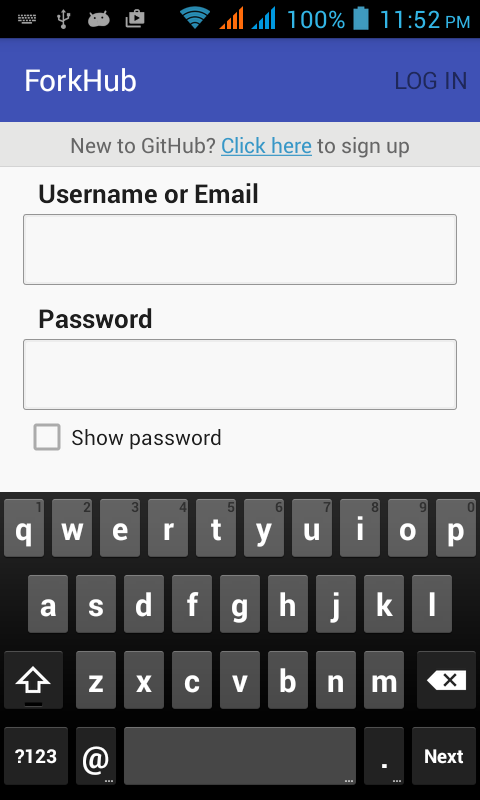 100% 11:52 PM
ForkHub LOG IN
New to GitHub? Click here to sign up
Username or Email
Password
Show password
1 2 3 4 5 6 7 8 9 0
q w e r t y u i o p
a s d f g h j k l
z x c v b n m
?123 @ ... ... . ... Next